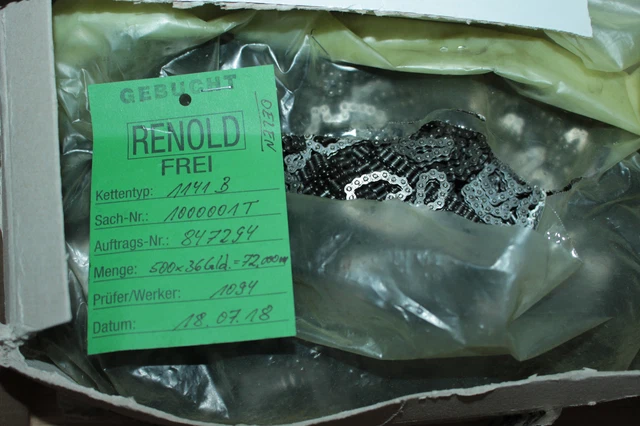 GEBUCHT
RENOLD
FREI
Kettentyp: 1141.B
Sach-Nr.: 1000001T
Auftrags-Nr.: 847294
Menge: 500x36Gld.=72,000m
Prüfer/Werker: 1094
Datum: 18.07.18